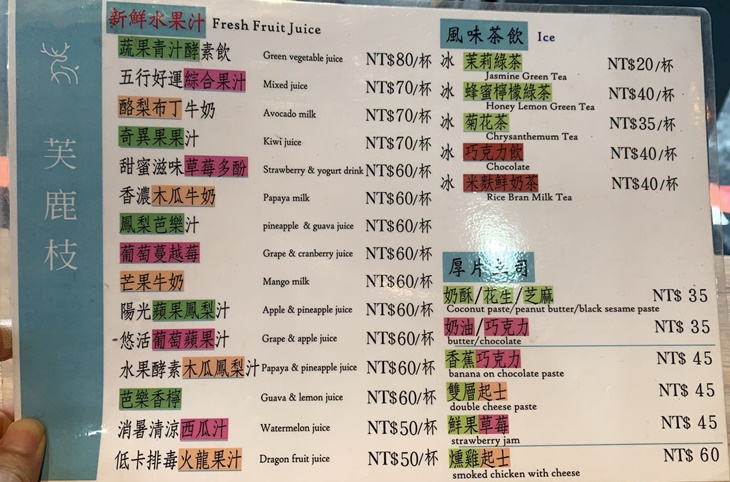 芙鹿枝
新鮮水果汁 Fresh Fruit Juice
蔬果青汁酵素飲 Green vegetable juice NT$80/杯
五行好運綜合果汁 Mixed juice NT$70/杯
酪梨布丁牛奶 Avocado milk NT$70/杯
奇異果果汁 Kiwi juice NT$70/杯
甜蜜滋味草莓多酚 Strawberry & yogurt drink NT$60/杯
香濃木瓜牛奶 Papaya milk NT$60/杯
鳳梨芭樂汁 pineapple & guava juice NT$60/杯
葡萄蔓越莓 Grape & cranberry juice NT$60/杯
芒果牛奶 Mango milk NT$60/杯
陽光蘋果鳳梨汁 Apple & pineapple juice NT$60/杯
悠活葡萄蘋果汁 Grape & apple juice NT$60/杯
水果酵素木瓜鳳梨汁 Papaya & pineapple juice NT$60/杯
芭樂香檸 Guava & lemon juice NT$60/杯
消暑清涼西瓜汁 Watermelon juice NT$50/杯
低卡排毒火龍果汁 Dragon fruit juice NT$50/杯
風味茶飲 Ice
冰 茉莉綠茶 NT$20/杯
Jasmine Green Tea
冰 蜂蜜檸檬綠茶 NT$40/杯
Honey Lemon Green Tea
冰 菊花茶 NT$35/杯
Chrysanthemum Tea
冰 巧克力飲 NT$40/杯
Chocolate
冰 米麩鮮奶茶 NT$40/杯
Rice Bran Milk Tea
厚片土司
奶酥/花生/芝麻 NT$ 35
Coconut paste/peanut butter/black sesame paste
奶油/巧克力 NT$ 35
butter/chocolate
香蕉巧克力 NT$ 45
banana on chocolate paste
雙層起士 NT$ 45
double cheese paste
鮮果草莓 NT$ 45
strawberry jam
燻雞起士 NT$ 60
smoked chicken with cheese